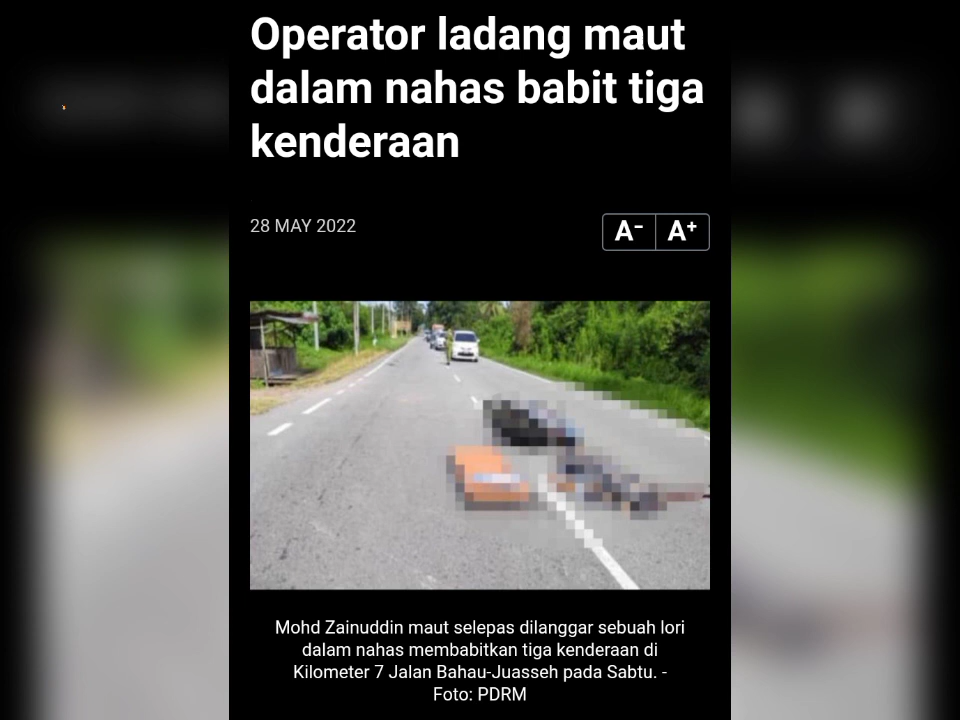 Operator ladang maut
dalam nahas babit tiga
kenderaan
28 MAY 2022
A-
A+
Mohd Zainuddin maut selepas dilanggar sebuah lori
dalam nahas membabitkan tiga kenderaan di
Kilometer 7 Jalan Bahau-Juasseh pada Sabtu. -
Foto: PDRM